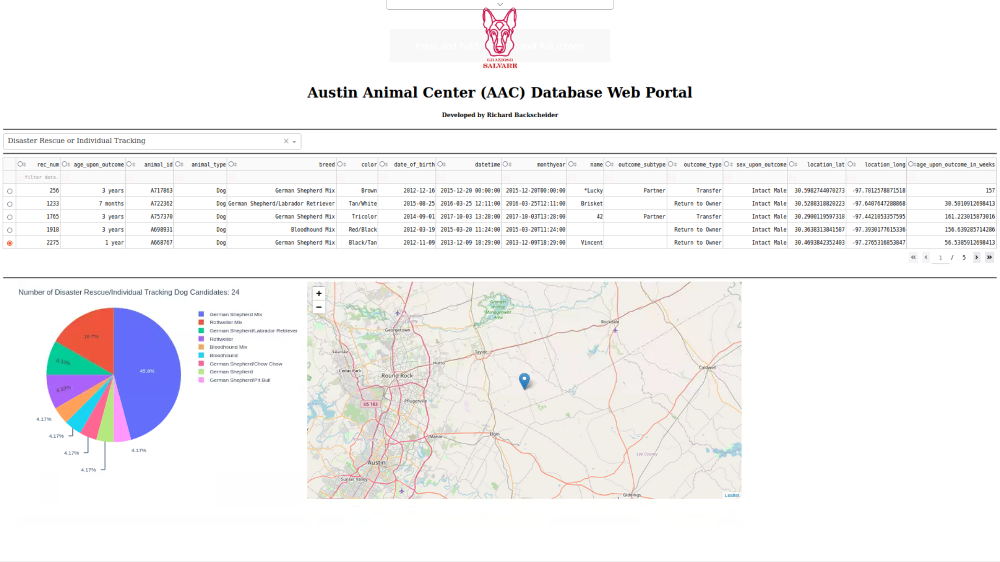 Press and hold exit full screen
GRAZIOSO
SALVARE
Austin Animal Center (AAC) Database Web Portal
Developed by Richard Backscheider
Disaster Rescue or Individual Tracking
rec_num age_upon_outcome animal_id animal_type breed color date_of_birth datetime monthyear name outcome_subtype outcome_type sex_upon_outcome location_lat location_long age_upon_outcome_in_weeks
filter data.
256 3 years A717863 Dog German Shepherd Mix Brown 2012-12-16 2015-12-20 00:00:00 2015-12-20T00:00:00 *Lucky Partner Transfer Intact Male 30.5982744070273 -97.7012578871518 157
1233 7 months A722362 Dog German Shepherd/Labrador Retriever Tan/White 2015-08-25 2016-03-25 12:11:00 2016-03-25T12:11:00 Brisket Return to Owner Intact Male 30.5288318820223 -97.6407647288868 30.5010912698413
1765 3 years A757370 Dog German Shepherd Mix Tricolor 2014-09-01 2017-10-03 13:28:00 2017-10-03T13:28:00 42 Partner Transfer Intact Male 30.2900119597318 -97.4421053357595 161.223015873016
1918 3 years A698931 Dog Bloodhound Mix Red/Black 2012-03-19 2015-03-20 11:24:00 2015-03-20T11:24:00 Return to Owner Intact Male 30.3638313841587 -97.3930177615336 156.639285714286
2275 1 year A668767 Dog German Shepherd Mix Black/Tan 2012-11-09 2013-12-09 18:29:00 2013-12-09T18:29:00 Vincent Return to Owner Intact Male 30.4693842352403 -97.2765316853847 56.5385912698413
1 / 5
Number of Disaster Rescue/Individual Tracking Dog Candidates: 24
German Shepherd Mix
Rottweiler Mix
German Shepherd/Labrador Retriever
Rottweiler
Bloodhound Mix
Bloodhound
German Shepherd/Chow Chow
German Shepherd
German Shepherd/Pit Bull
16.7%
8.33%
45.8%
8.33%
4.17%
4.17%
4.17%
4.17%
4.17%
+
−
Granger
Wildlife
Management
Area
Williamson
County
Georgetown
Rockdale
Leander
Taylor
Hutto
Cedar Park
Round Rock
Caldwell
Pflugerville
US 183
Manor
Elgin
Travis County
Lee County
Austin
Sunset Valley
Giddings
Leaflet